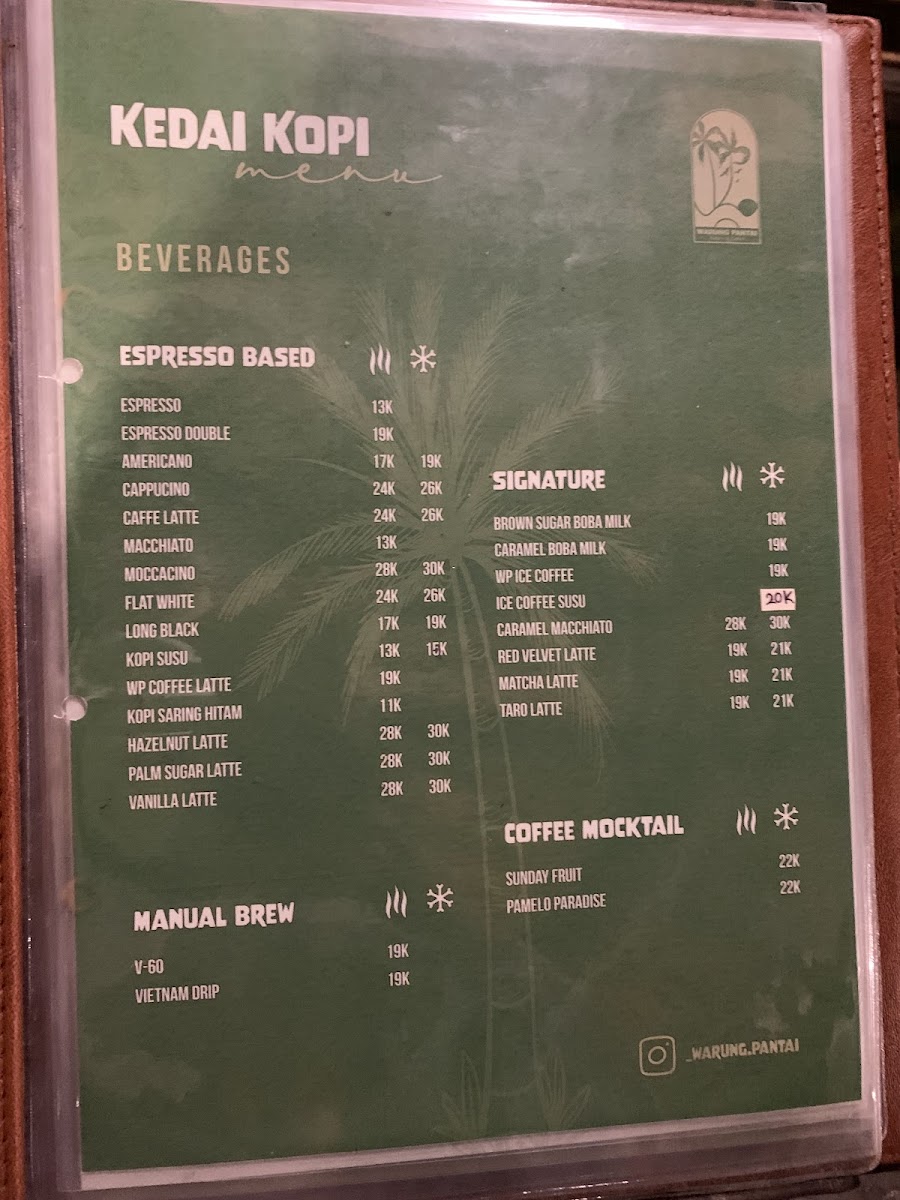 KEDAI KOPI
menu
WARUNG PANTAI
BEVERAGES
ESPRESSO BASED
ESPRESSO 13K
ESPRESSO DOUBLE 19K
AMERICANO 17K 19K
CAPPUCINO 24K 26K
CAFFE LATTE 24K 26K
MACCHIATO 13K
MOCCACINO 28K 30K
FLAT WHITE 24K 26K
LONG BLACK 17K 19K
KOPI SUSU 13K 15K
WP COFFEE LATTE 19K
KOPI SARING HITAM 11K
HAZELNUT LATTE 28K 30K
PALM SUGAR LATTE 28K 30K
VANILLA LATTE 28K 30K
MANUAL BREW
V-60 19K
VIETNAM DRIP 19K
SIGNATURE
BROWN SUGAR BOBA MILK 19K
CARAMEL BOBA MILK 19K
WP ICE COFFEE 19K
ICE COFFEE SUSU 20K
CARAMEL MACCHIATO 28K 30K
RED VELVET LATTE 19K 21K
MATCHA LATTE 19K 21K
TARO LATTE 19K 21K
COFFEE MOCKTAIL
SUNDAY FRUIT 22K
PAMELO PARADISE 22K
_WARUNG.PANTAI